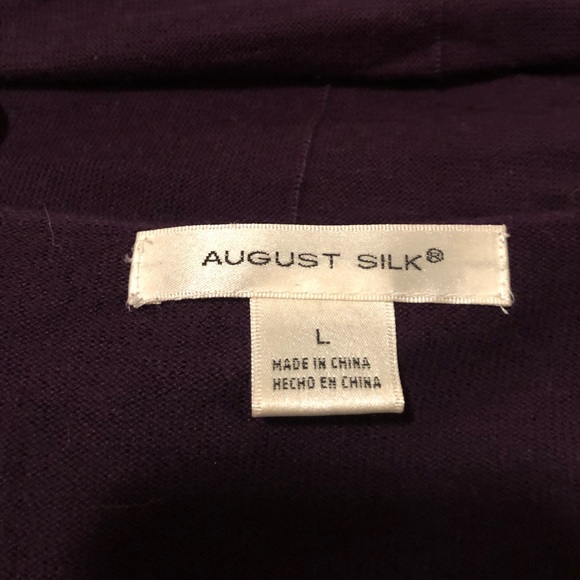 AUGUST SILK®
L
MADE IN CHINA
HECHO EN CHINA